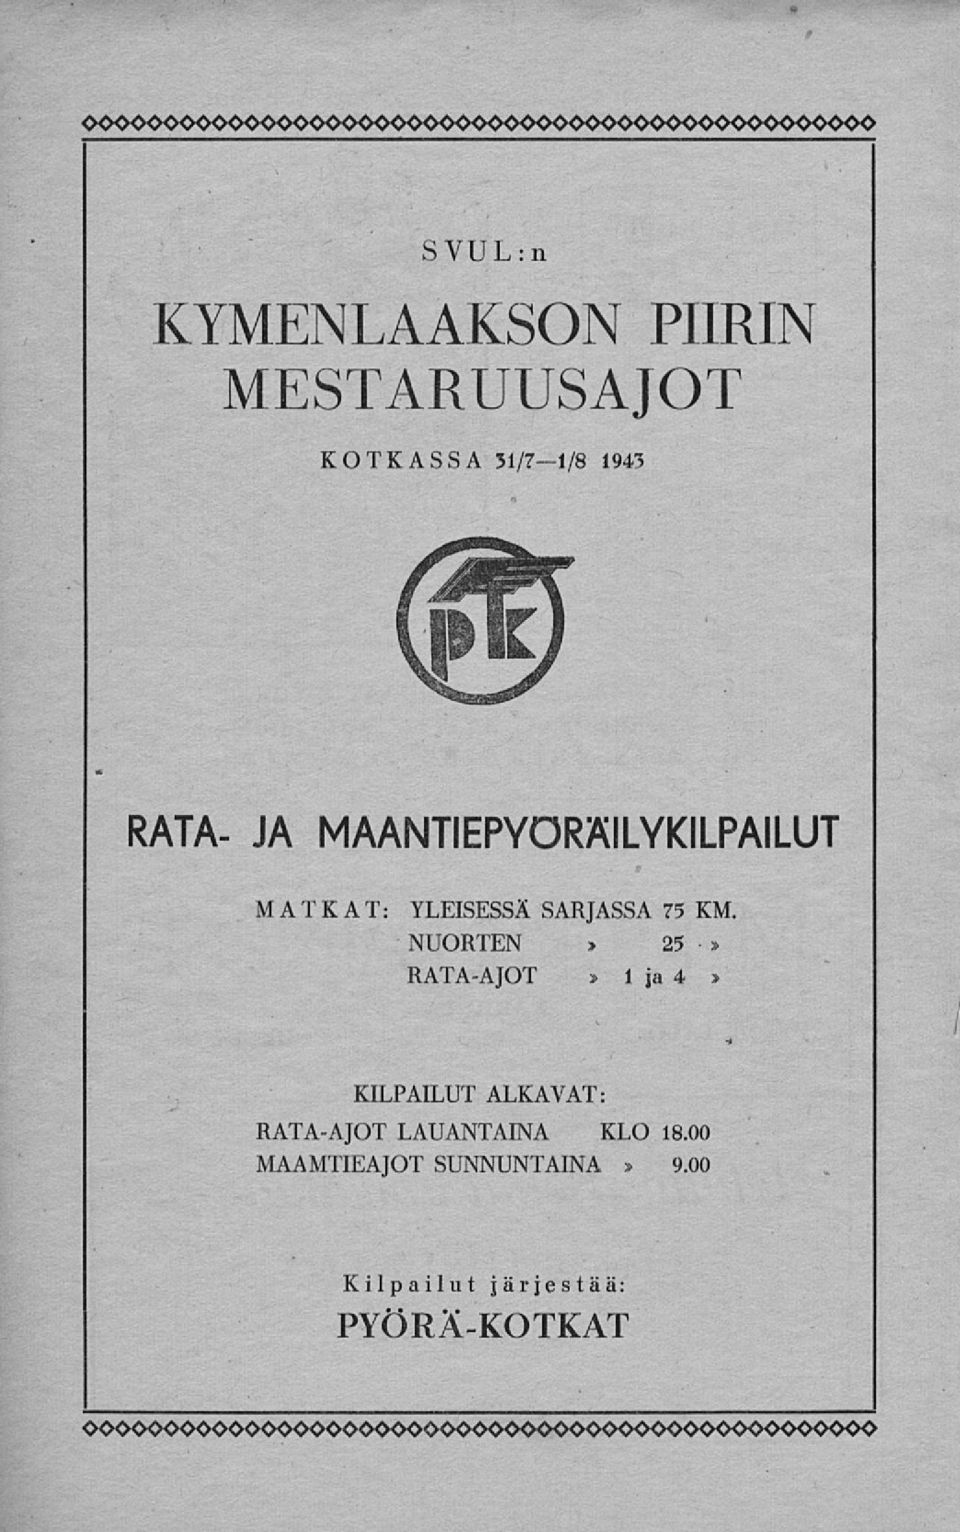 SVUL:n
KYMENLAAKSON PIIRIN
MESTARUUSAJOT
KOTKASSA 31/7—1/8 1943
PK
RATA- JA MAANTIEPYÖRÄILYKILPAILUT
MATKAT: YLEISESSÄ SARJASSA 75 KM.
NUORTEN » 25 »
RATA-AJOT » 1 ja 4 »
KILPAILUT ALKAVAT:
RATA-AJOT LAUANTAINA KLO 18.00
MAAMTIEAJOT SUNNUNTAINA » 9.00
Kilpailut järjestää:
PYÖRÄ-KOTKAT